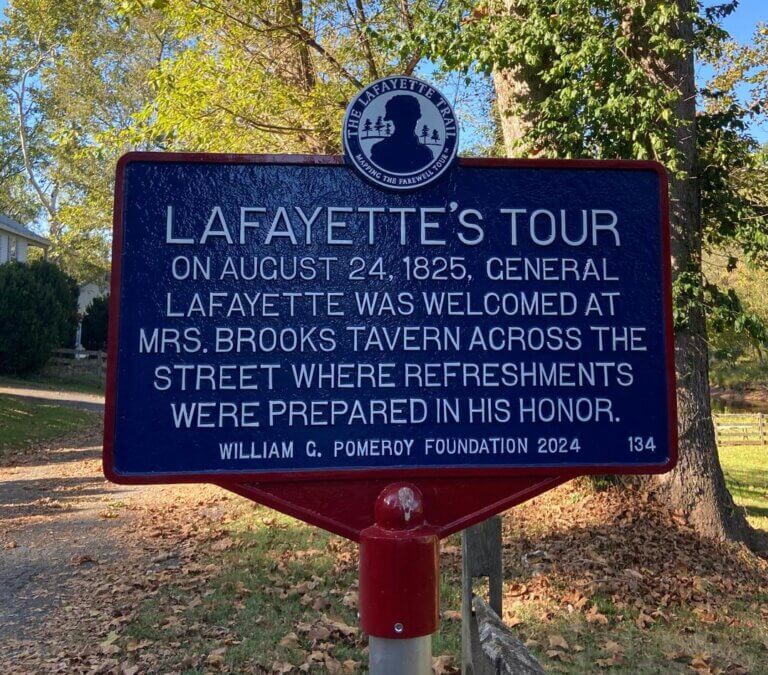 THE LAFAYETTE TRAIL
MAPPING THE FAREWELL TOUR
LAFAYETTE'S TOUR
ON AUGUST 24, 1825, GENERAL
LAFAYETTE WAS WELCOMED AT
MRS. BROOKS TAVERN ACROSS THE
STREET WHERE REFRESHMENTS
WERE PREPARED IN HIS HONOR.
WILLIAM G. POMEROY FOUNDATION 2024 134